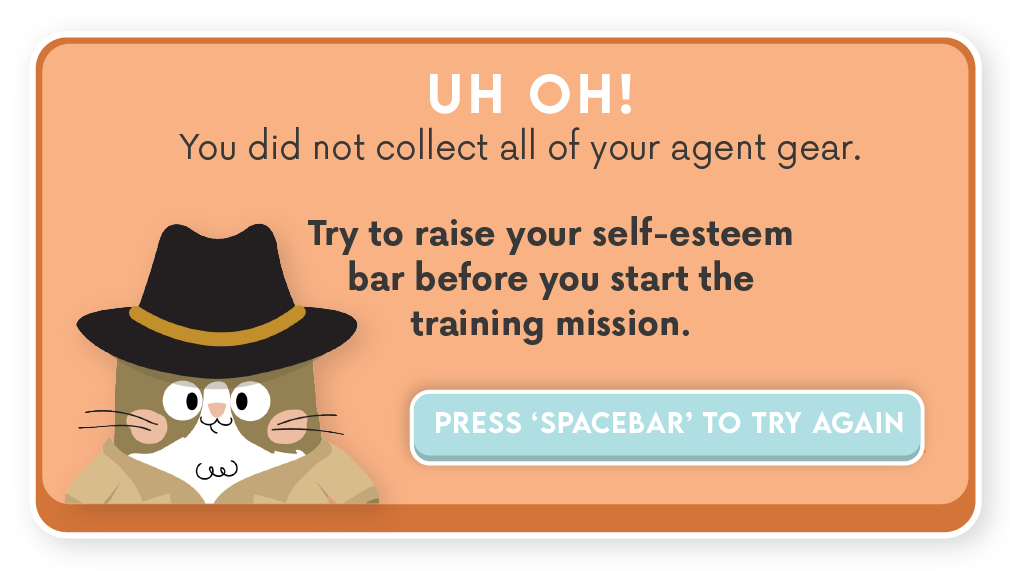 UH OH!
You did not collect all of your agent gear.
Try to raise your self-esteem
bar before you start the
training mission.
PRESS ‘SPACEBAR’ TO TRY AGAIN